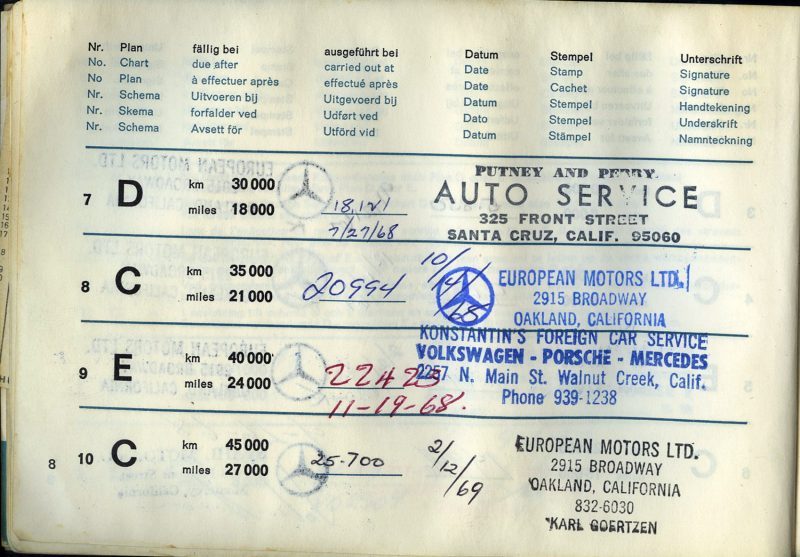 Nr. Plan fällig bei ausgeführt bei Datum Stempel Unterschrift
No. Chart due after carried out at Date Stamp Signature
No Plan à effectuer après effectué après Date Cachet Signature
Nr. Schema Uitvoeren bij Uitgevoerd bij Datum Stempel Handtekening
Nr. Skema forfalder ved Udført ved Dato Stempel Underskrift
Nr. Schema Avsett för Utförd vid Datum Stämpel Namnteckning
7 D km 30 000
miles 18 000
18,121
7/27/68
PUTNEY AND PERRY.
AUTO SERVICE
325 FRONT STREET
SANTA CRUZ, CALIF. 95060
8 C km 35 000
miles 21 000
20994
10/14/68
EUROPEAN MOTORS LTD.
2915 BROADWAY
OAKLAND, CALIFORNIA
9 E km 40 000
miles 24 000
22425
11-19-68.
KONSTANTIN'S FOREIGN CAR SERVICE
VOLKSWAGEN - PORSCHE - MERCEDES
2257 N. Main St. Walnut Creek, Calif.
Phone 939-1238
8 10 C km 45 000
miles 27 000
25-700
2/12/69
EUROPEAN MOTORS LTD.
2915 BROADWAY
OAKLAND, CALIFORNIA
832-6030
KARL GOERTZEN